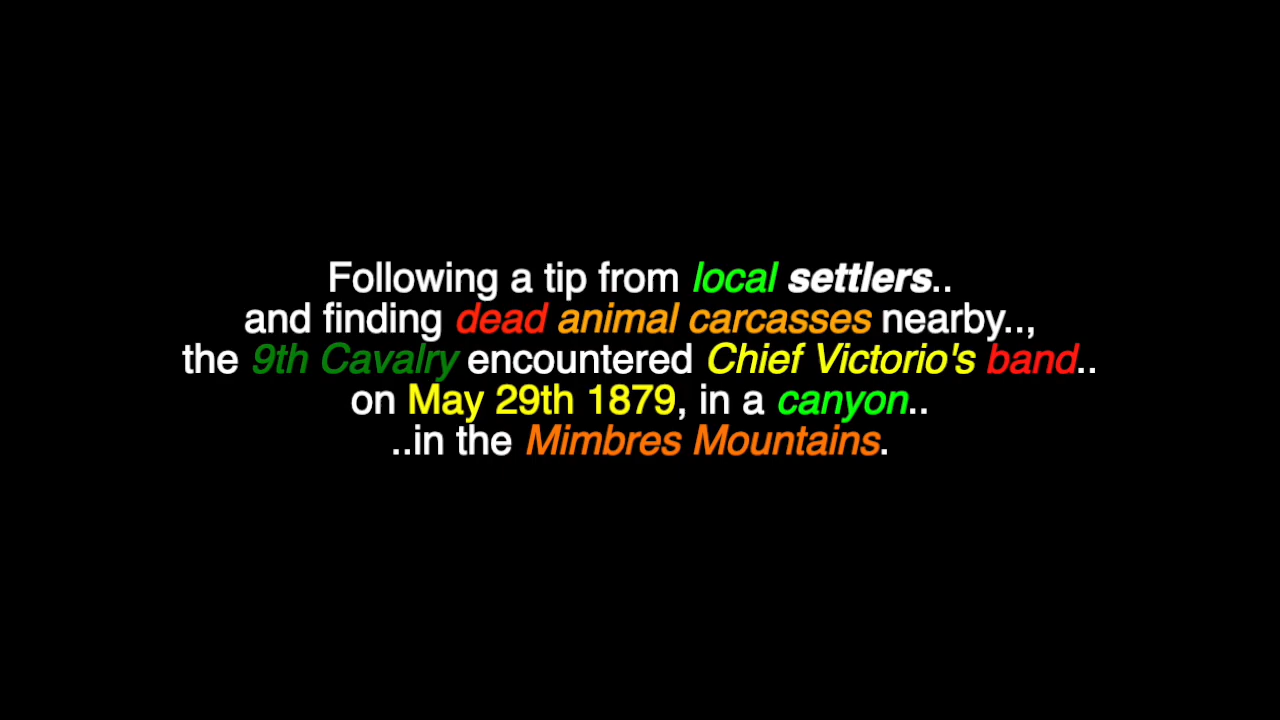 Following a tip from local settlers..
and finding dead animal carcasses nearby..,
the 9th Cavalry encountered Chief Victorio's band..
on May 29th 1879, in a canyon..
..in the Mimbres Mountains.